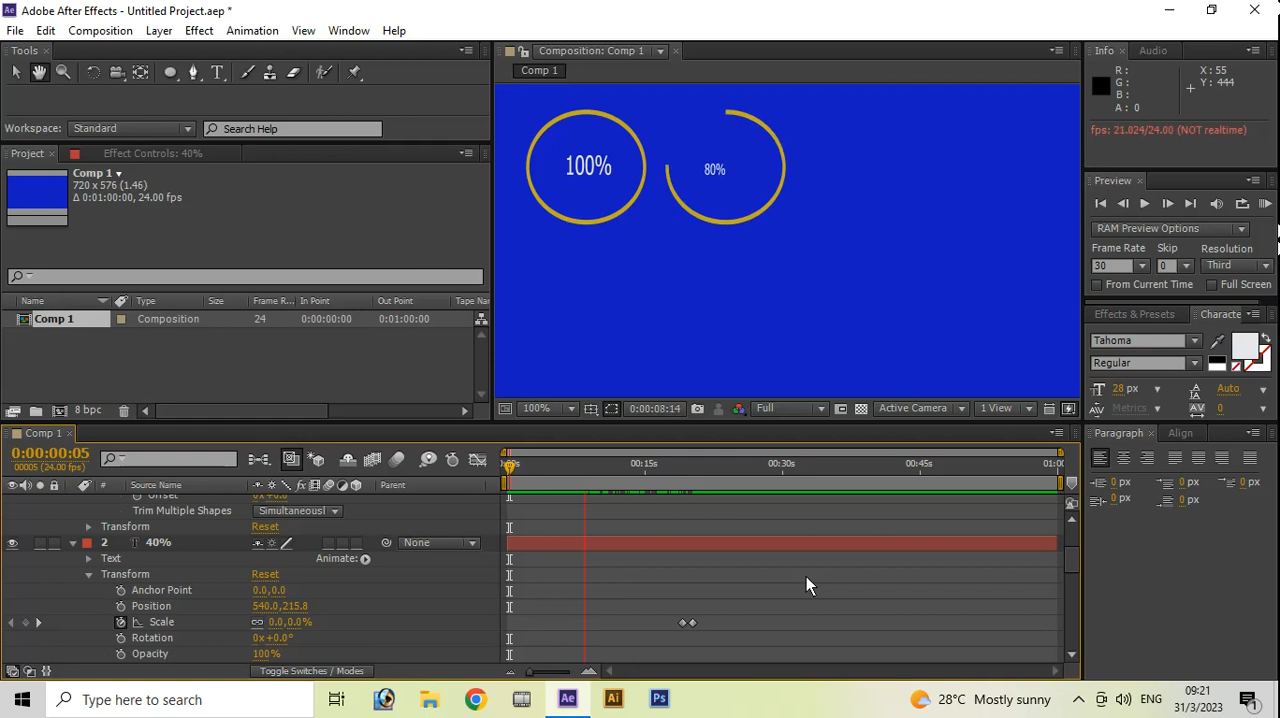 Ae Adobe After Effects - Untitled Project.aep *
File Edit Composition Layer Effect Animation View Window Help
Tools
Workspace: Standard Search Help
Project Effect Controls: 40%
Comp 1
720 x 576 (1.46)
Δ 0:01:00:00, 24.00 fps
Name Type Size Frame R... In Point Out Point Tape Nam
Comp 1 Composition 24 0:00:00:00 0:01:00:00
8 bpc
Composition: Comp 1
Comp 1
100%
80%
100% 0:00:08:14 Full Active Camera 1 View
Info Audio
R : X : 55
G : Y : 444
B :
A : 0
fps: 21.024/24.00 (NOT realtime)
Preview
RAM Preview Options
Frame Rate Skip Resolution
30 0 Third
From Current Time Full Screen
Effects & Presets Characte
Tahoma
Regular
28 px Auto
Metrics 0
Paragraph Align
0 px 0 px 0 px
0 px 0 px
Comp 1
0:00:00:05
00005 (24.00 fps)
# Source Name Parent
00:15s 00:30s 00:45s 01:00
Offset 0x+0.0°
Trim Multiple Shapes Simultaneousl
Transform Reset
2 T 40% None
Text Animate:
Transform Reset
Anchor Point 0.0,0.0
Position 540.0,215.8
Scale 0.0,0.0%
Rotation 0x+0.0°
Opacity 100%
Toggle Switches / Modes
Type here to search
Ae Ai Ps
28°C Mostly sunny ENG
09:21
31/3/2023
1